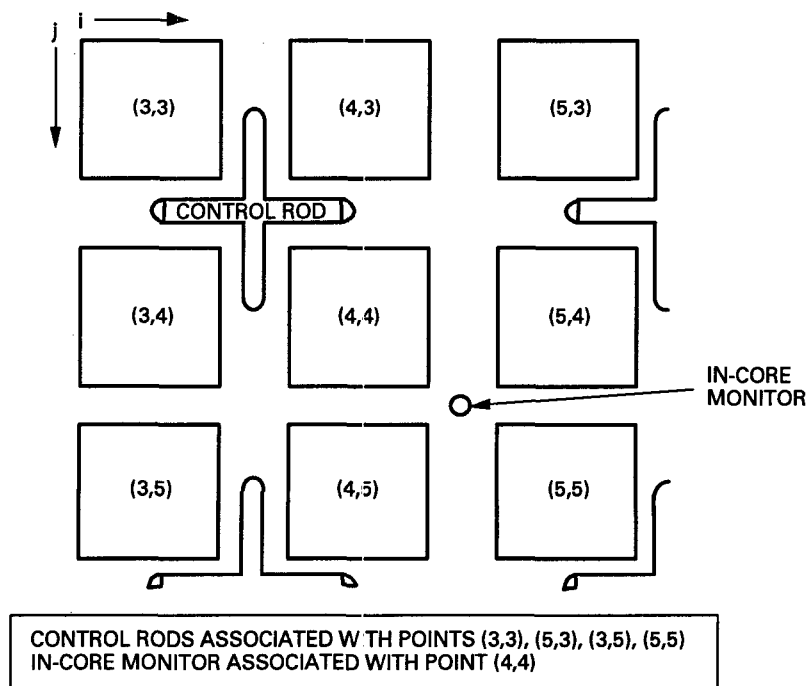 i
j
(3,3) (4,3) (5,3)
CONTROL ROD
(3,4) (4,4) (5,4)
IN-CORE
MONITOR
(3,5) (4,5) (5,5)
CONTROL RODS ASSOCIATED W TH POINTS (3,3), (5,3), (3,5), (5,5)
IN-CORE MONITOR ASSOCIATED WITH POINT (4,4)